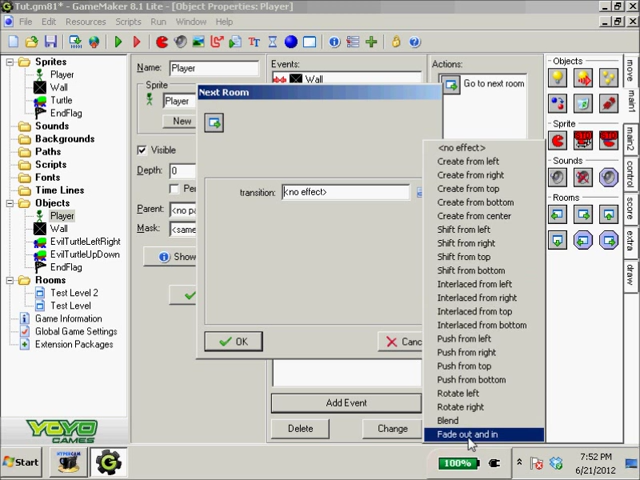 Tut.gm81* - GameMaker 8.1 Lite - [Object Properties: Player]
File Edit Resources Scripts Run Window Help
Sprites
Player
Wall
Turtle
EndFlag
Sounds
Backgrounds
Paths
Scripts
Fonts
Time Lines
Objects
Player
Wall
EvilTurtleLeftRight
EvilTurtleUpDown
EndFlag
Rooms
Test Level 2
Test Level
Game Information
Global Game Settings
Extension Packages
YOYO
GAMES
Name: Player
Sprite
Player
New
Visible
Depth: 0
Parent: <no pa
Mask: <same
Show
Events:
Wall
Add Event
Delete
Change
Actions:
Go to next room
Next Room
transition: <no effect>
OK
Canc
<no effect>
Create from left
Create from right
Create from top
Create from bottom
Create from center
Shift from left
Shift from right
Shift from top
Shift from bottom
Interlaced from left
Interlaced from right
Interlaced from top
Interlaced from bottom
Push from left
Push from right
Push from top
Push from bottom
Rotate left
Rotate right
Blend
Fade out and in
Objects
Sprite
Sounds
Rooms
move
main1
main2
control
score
extra
draw
Start
HYPERCAM
100%
7:52 PM
6/21/2012